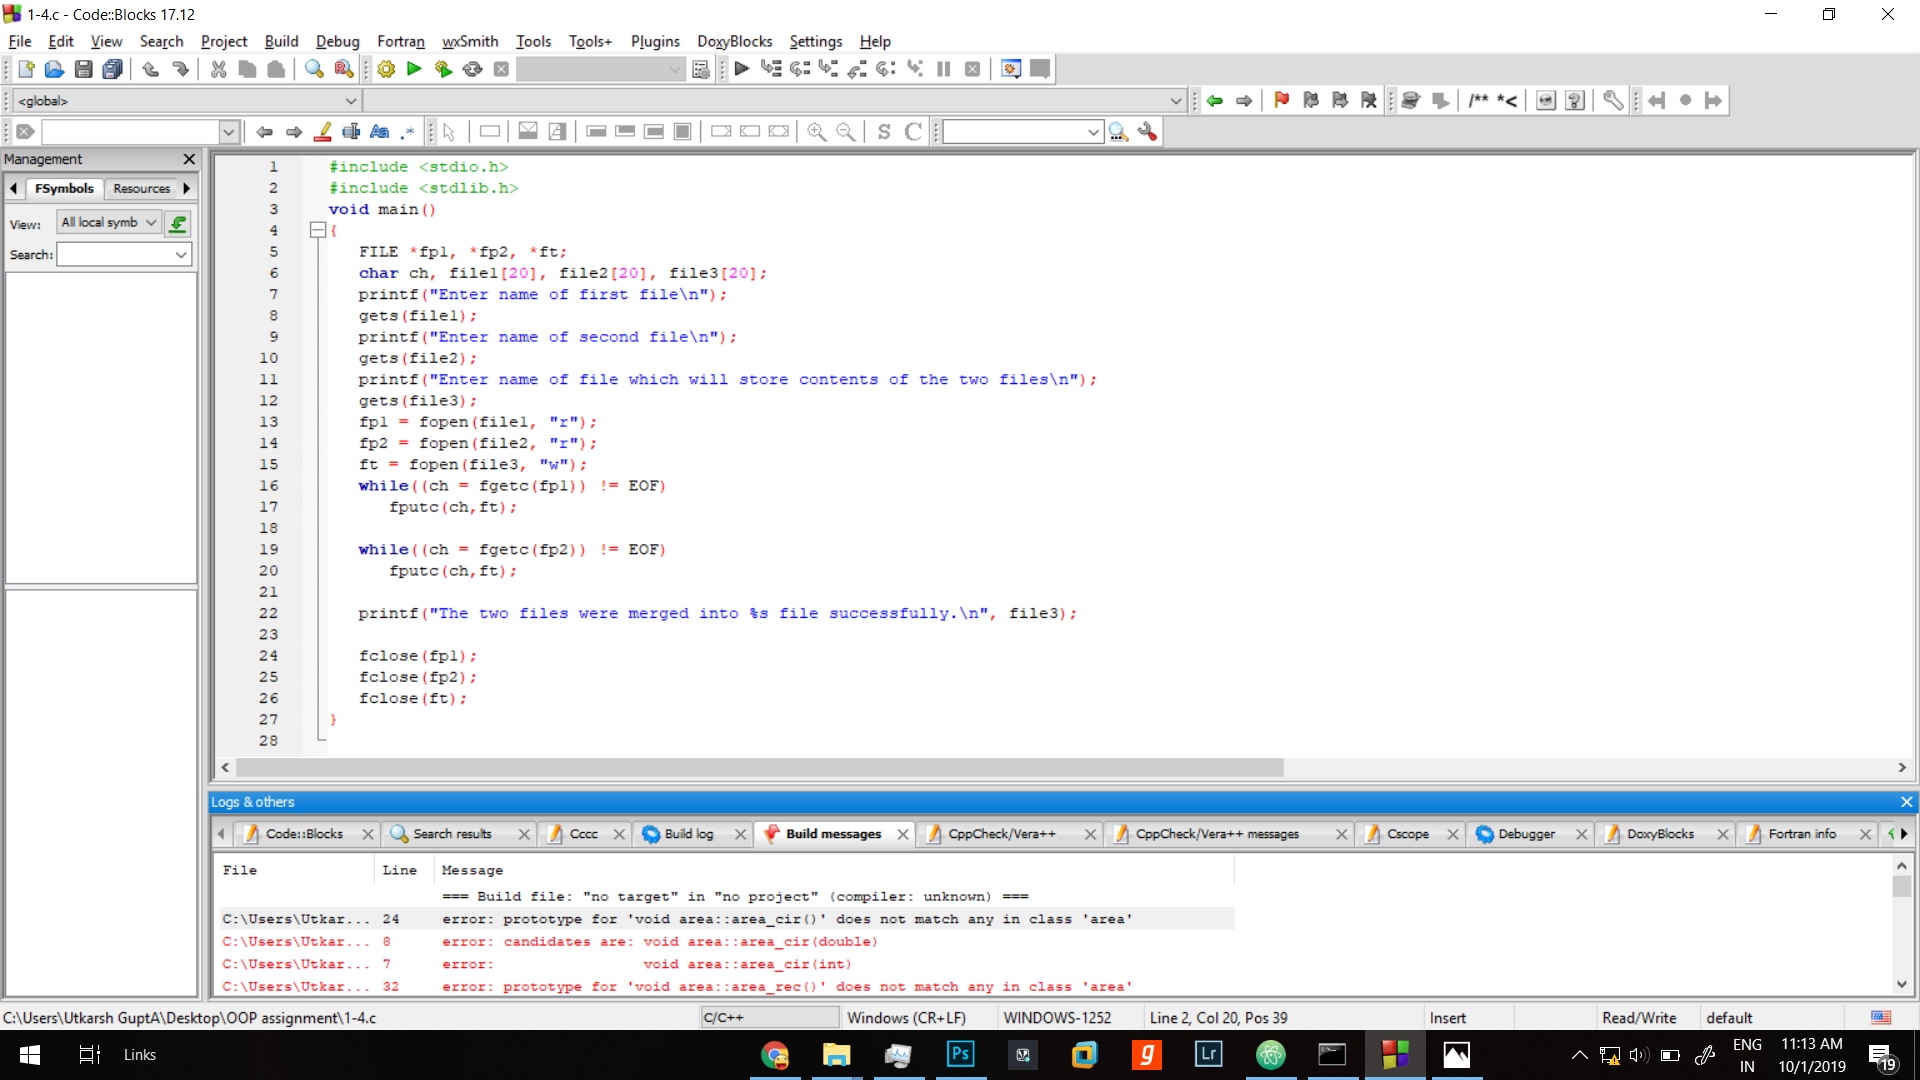 1-4.c - Code::Blocks 17.12
File Edit View Search Project Build Debug Fortran wxSmith Tools Tools+ Plugins DoxyBlocks Settings Help
<global>
/** *<
S C
Management
FSymbols Resources
View: All local symb
Search:
1 #include <stdio.h>
2 #include <stdlib.h>
3 void main()
4 {
5 FILE *fp1, *fp2, *ft;
6 char ch, file1[20], file2[20], file3[20];
7 printf("Enter name of first file\n");
8 gets(file1);
9 printf("Enter name of second file\n");
10 gets(file2);
11 printf("Enter name of file which will store contents of the two files\n");
12 gets(file3);
13 fp1 = fopen(file1, "r");
14 fp2 = fopen(file2, "r");
15 ft = fopen(file3, "w");
16 while((ch = fgetc(fp1)) != EOF)
17 fputc(ch,ft);
18
19 while((ch = fgetc(fp2)) != EOF)
20 fputc(ch,ft);
21
22 printf("The two files were merged into %s file successfully.\n", file3);
23
24 fclose(fp1);
25 fclose(fp2);
26 fclose(ft);
27 }
28
Logs & others
Code::Blocks Search results Cccc Build log Build messages CppCheck/Vera++ CppCheck/Vera++ messages Cscope Debugger DoxyBlocks Fortran info
File Line Message
=== Build file: "no target" in "no project" (compiler: unknown) ===
C:\Users\Utkar... 24 error: prototype for 'void area::area_cir()' does not match any in class 'area'
C:\Users\Utkar... 8 error: candidates are: void area::area_cir(double)
C:\Users\Utkar... 7 error: void area::area_cir(int)
C:\Users\Utkar... 32 error: prototype for 'void area::area_rec()' does not match any in class 'area'
C:\Users\Utkarsh GuptA\Desktop\OOP assignment\1-4.c C/C++ Windows (CR+LF) WINDOWS-1252 Line 2, Col 20, Pos 39 Insert Read/Write default
Links Ps g Lr ENG 11:13 AM
IN 10/1/2019 19